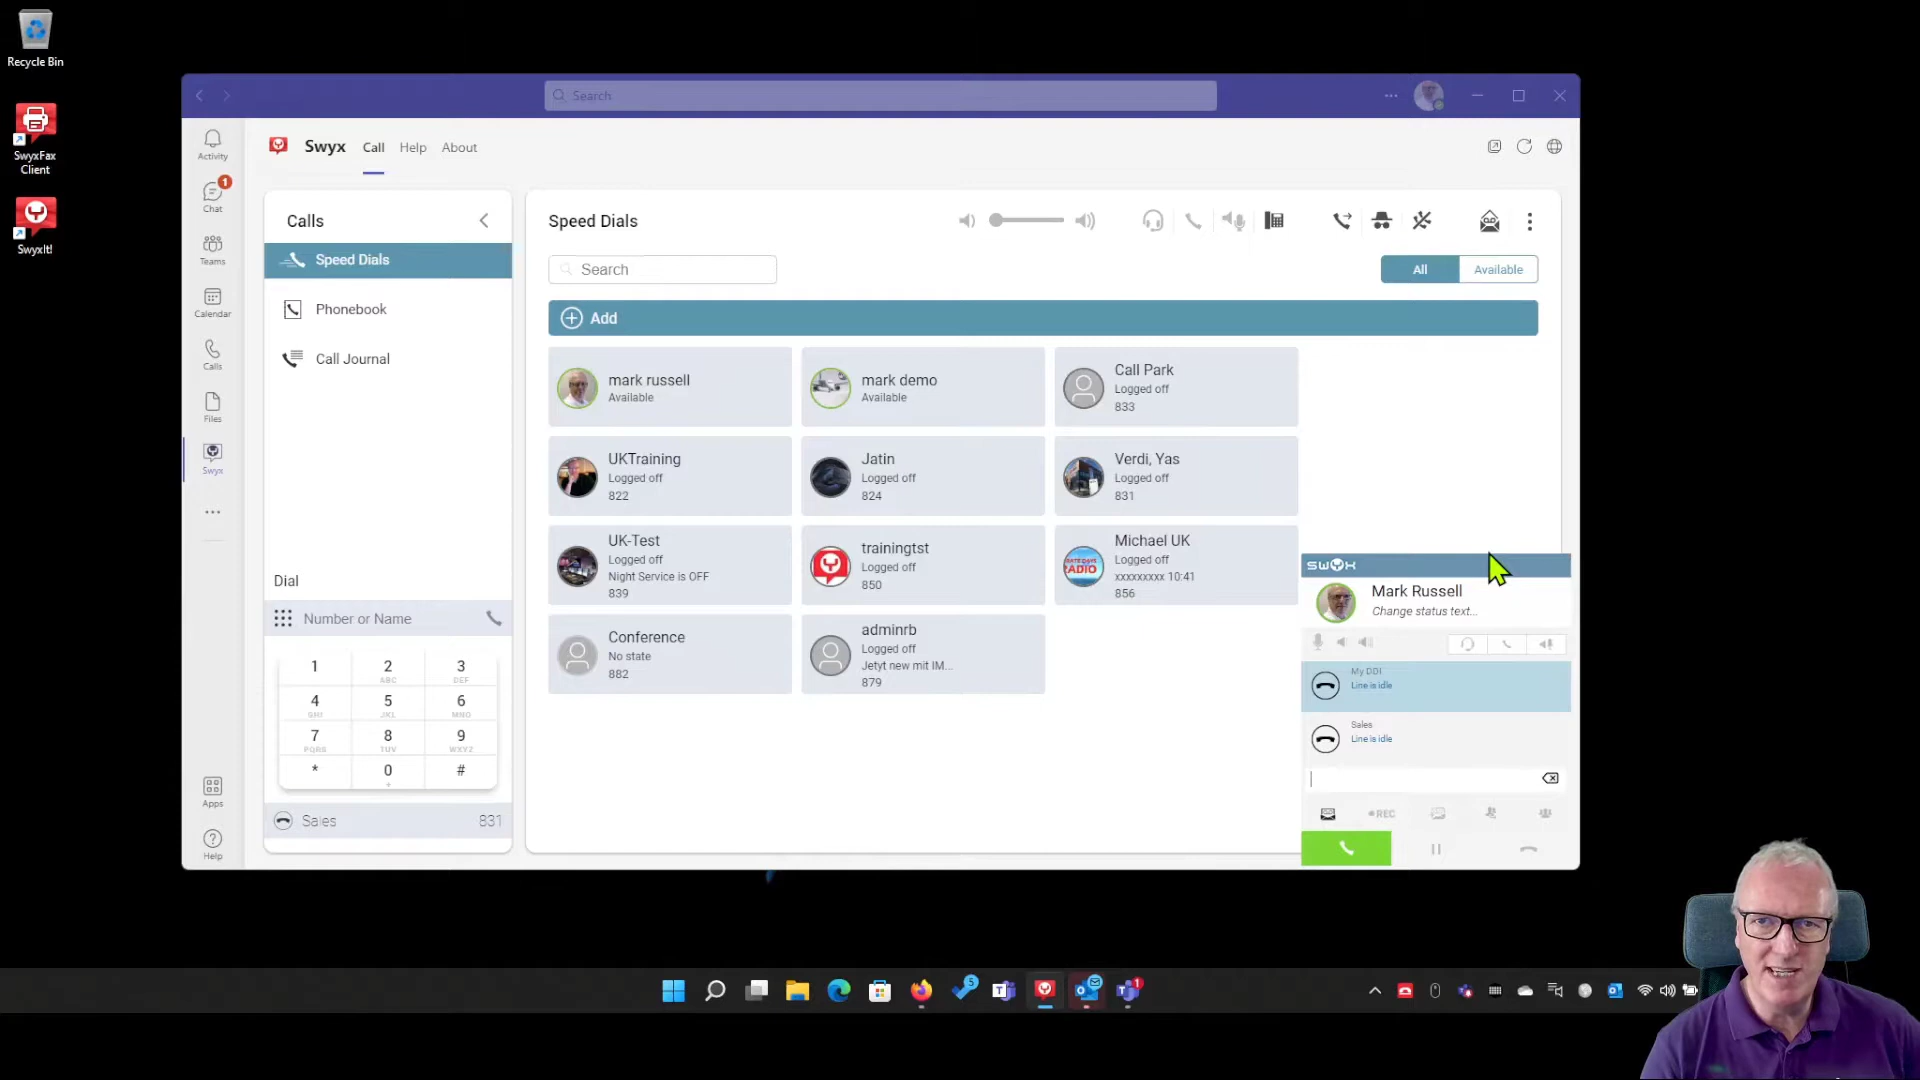 Recycle Bin
SwyxFax
Client
SwyxIt!
Search
Activity
1
Chat
Teams
Calendar
Calls
Files
Swyx
Apps
Help
Swyx
Call
Help
About
Calls
Speed Dials
Phonebook
Call Journal
Dial
Number or Name
1
2
ABC
3
DEF
4
GHI
5
JKL
6
MNO
7
PQRS
8
TUV
9
WXYZ
*
0
+
#
Sales
831
Speed Dials
Search
All
Available
Add
mark russell
Available
mark demo
Available
Call Park
Logged off
833
UKTraining
Logged off
822
Jatin
Logged off
824
Verdi, Yas
Logged off
831
UK-Test
Logged off
Night Service is OFF
839
trainingtst
Logged off
850
Michael UK
Logged off
xxxxxxxxx 10:41
856
Conference
No state
882
adminrb
Logged off
Jetyt new mit IM...
879
SWYX
Mark Russell
Change status text...
My DDI
Line is idle
Sales
Line is idle
REC
5
1